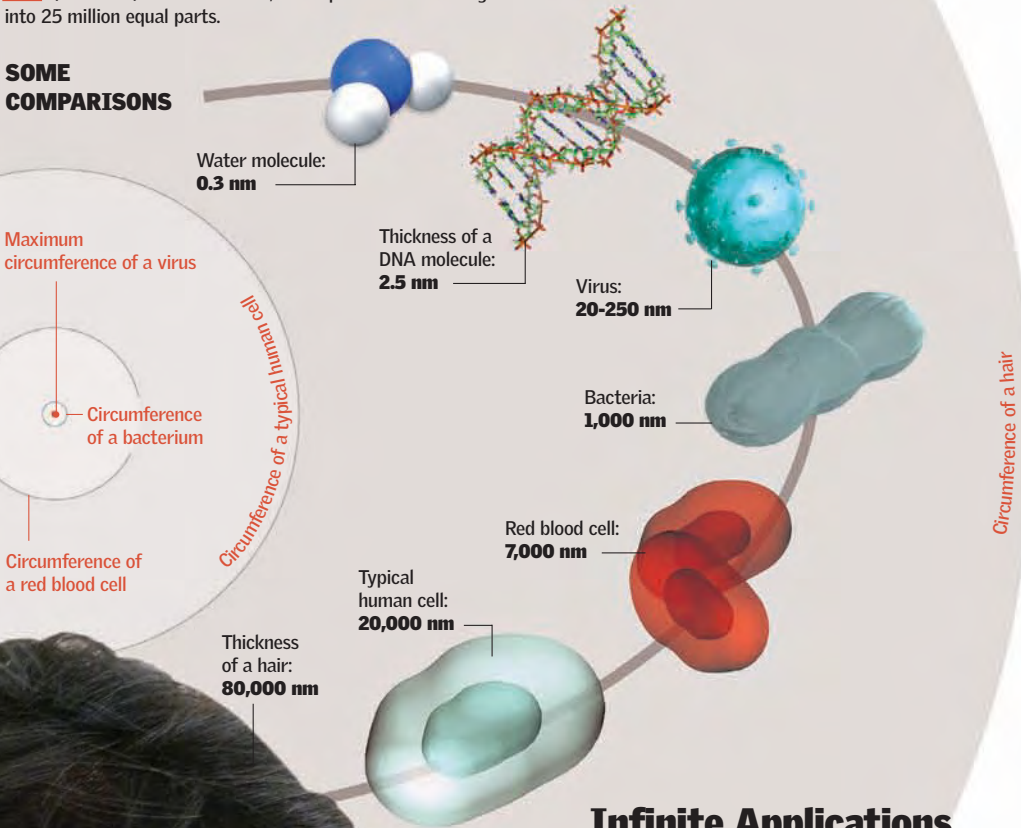 into 25 million equal parts.
SOME
COMPARISONS
Water molecule:
0.3 nm
Thickness of a
DNA molecule:
2.5 nm
Virus:
20-250 nm
Bacteria:
1,000 nm
Red blood cell:
7,000 nm
Typical
human cell:
20,000 nm
Thickness
of a hair:
80,000 nm
Maximum
circumference of a virus
Circumference
of a bacterium
Circumference of
a red blood cell
Circumference of a typical human cell
Circumference of a hair
Infinite Applications